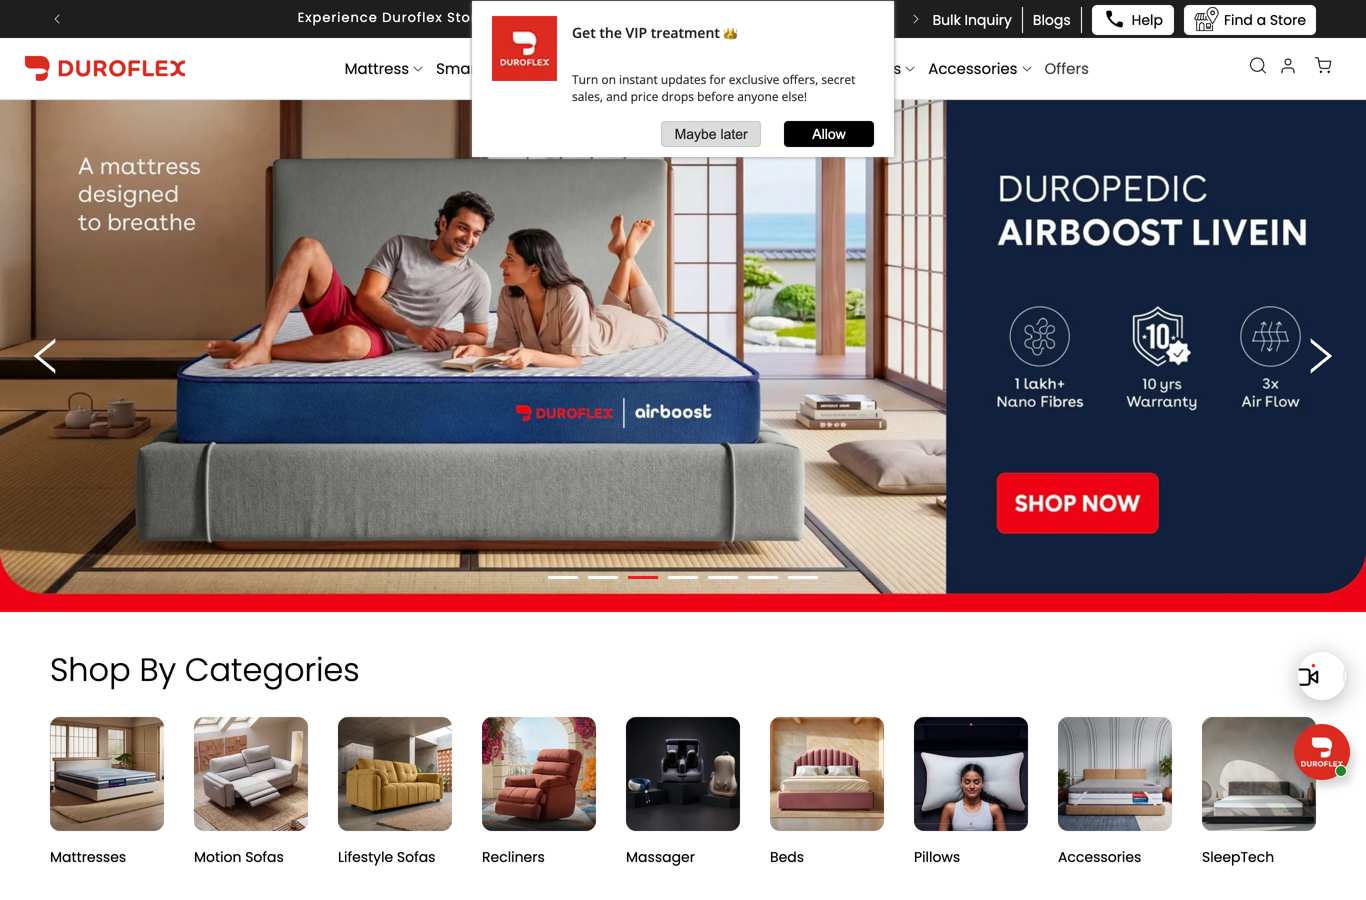 Experience Duroflex Sto
Bulk Inquiry
Blogs
Help
Find a Store
DUROFLEX
Get the VIP treatment 👑
Turn on instant updates for exclusive offers, secret
sales, and price drops before anyone else!
Maybe later
Allow
DUROFLEX
Mattress
Smar
s
Accessories
Offers
A mattress
designed
to breathe
DUROFLEX | airboost
DUROPEDIC
AIRBOOST LIVEIN
1 lakh+
Nano Fibres
10
10 yrs
Warranty
3x
Air Flow
SHOP NOW
Shop By Categories
DUROFLEX
Mattresses
Motion Sofas
Lifestyle Sofas
Recliners
Massager
Beds
Pillows
Accessories
SleepTech